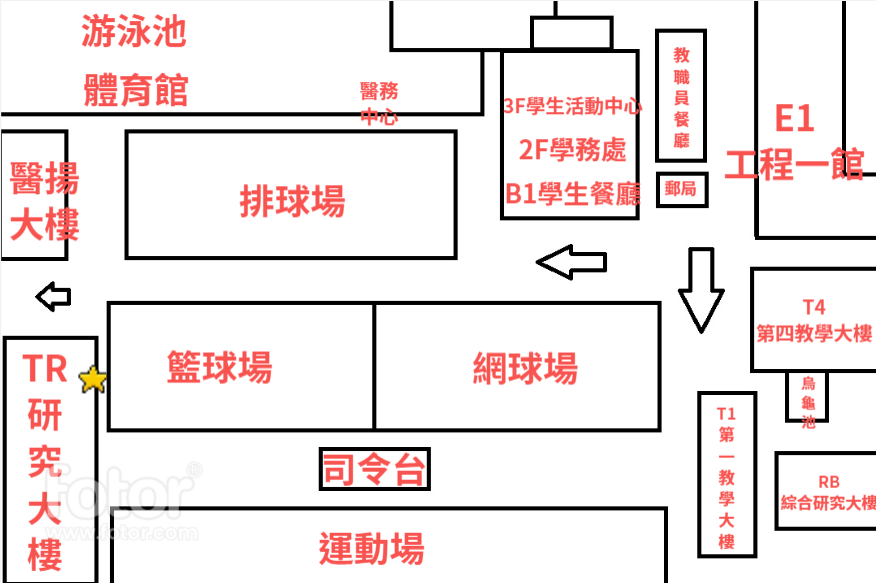 游泳池
體育館
醫務
中心
3F學生活動中心
2F學務處
B1學生餐廳
教職員餐廳
郵局
E1
工程一館
醫揚
大樓
排球場
T4
第四教學大樓
烏龜池
籃球場
網球場
TR
研究大樓
T1
第一教學大樓
RB
綜合研究大樓
司令台
運動場
fotor®
www.fotor.com